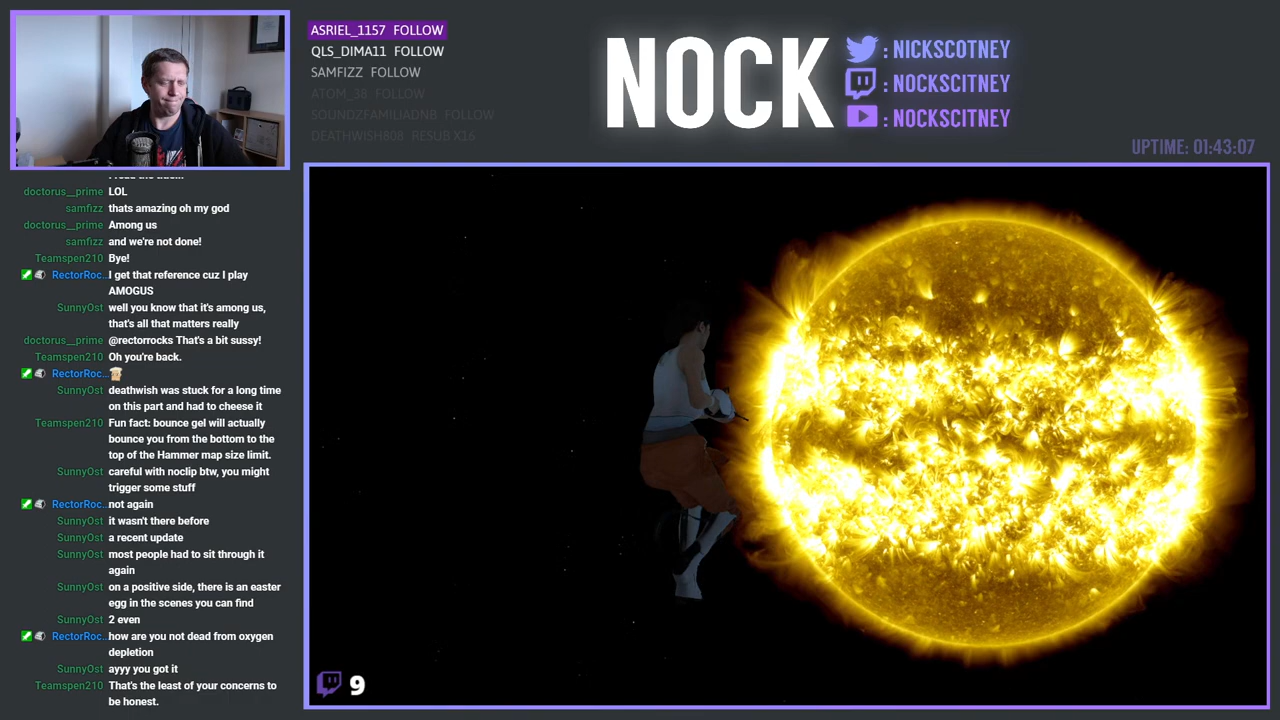 ASRIEL_1157 FOLLOW
QLS_DIMA11 FOLLOW
SAMFIZZ FOLLOW
ATOM_38 FOLLOW
SOUNDZFAMILIADNB FOLLOW
DEATHWISH808 RESUB X16
NOCK
: NICKSCOTNEY
: NOCKSCITNEY
: NOCKSCITNEY
UPTIME: 01:43:07
doctorus__prime LOL
samfizz thats amazing oh my god
doctorus__prime Among us
samfizz and we're not done!
Teamspen210 Bye!
RectorRoc.. I get that reference cuz I play
AMOGUS
SunnyOst well you know that it's among us,
that's all that matters really
doctorus__prime @rectorrocks That's a bit sussy!
Teamspen210 Oh you're back.
RectorRoc..
SunnyOst deathwish was stuck for a long time
on this part and had to cheese it
Teamspen210 Fun fact: bounce gel will actually
bounce you from the bottom to the
top of the Hammer map size limit.
SunnyOst careful with noclip btw, you might
trigger some stuff
RectorRoc.. not again
SunnyOst it wasn't there before
SunnyOst a recent update
SunnyOst most people had to sit through it
again
SunnyOst on a positive side, there is an easter
egg in the scenes you can find
SunnyOst 2 even
RectorRoc.. how are you not dead from oxygen
depletion
SunnyOst ayyy you got it
Teamspen210 That's the least of your concerns to
be honest.
9